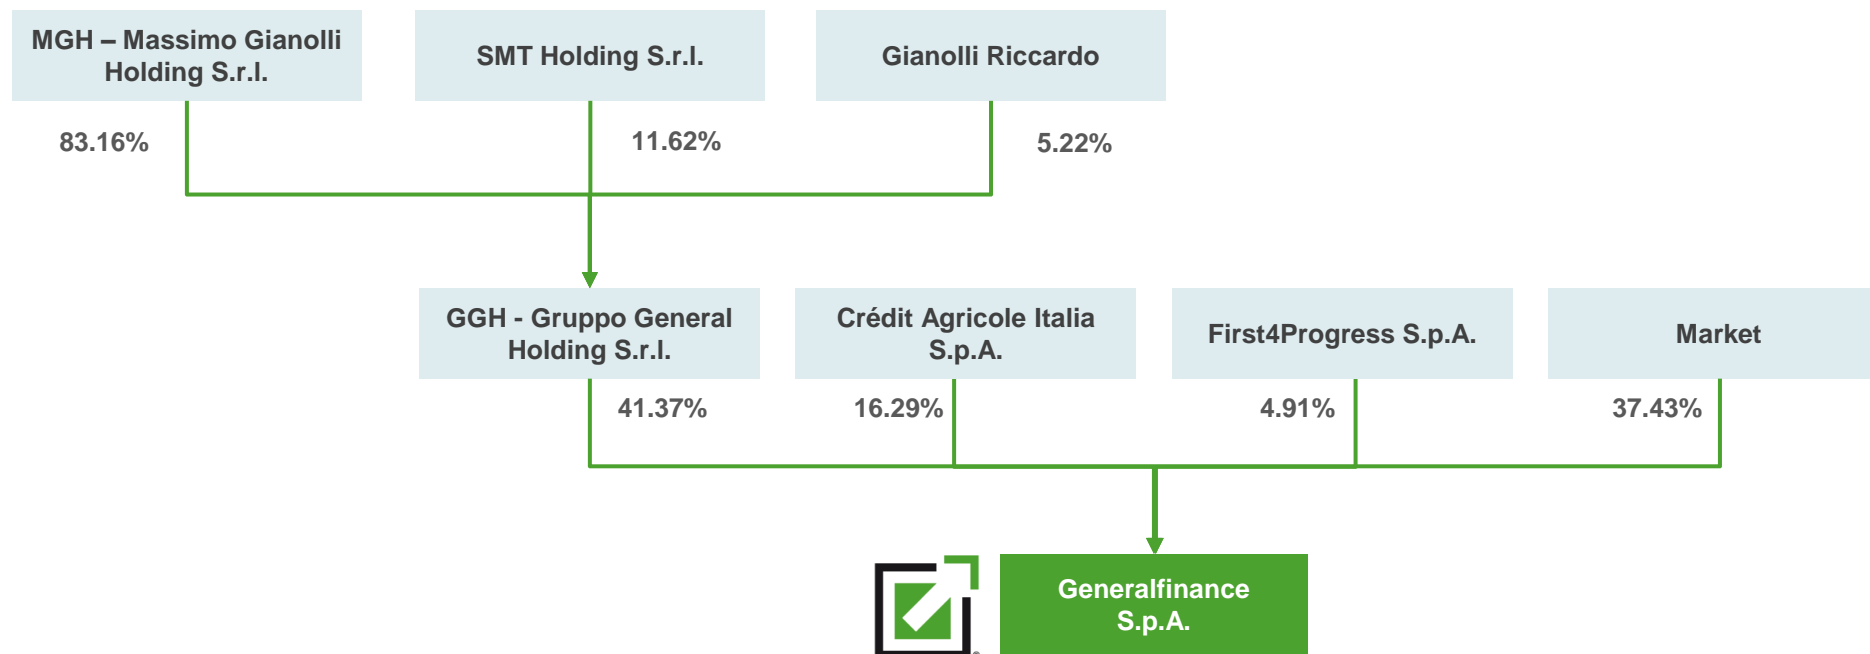 MGH – Massimo Gianolli
Holding S.r.l.
SMT Holding S.r.l.
Gianolli Riccardo
83.16%
11.62%
5.22%
GGH - Gruppo General
Holding S.r.l.
Crédit Agricole Italia
S.p.A.
First4Progress S.p.A.
Market
41.37%
16.29%
4.91%
37.43%
Generalfinance
S.p.A.